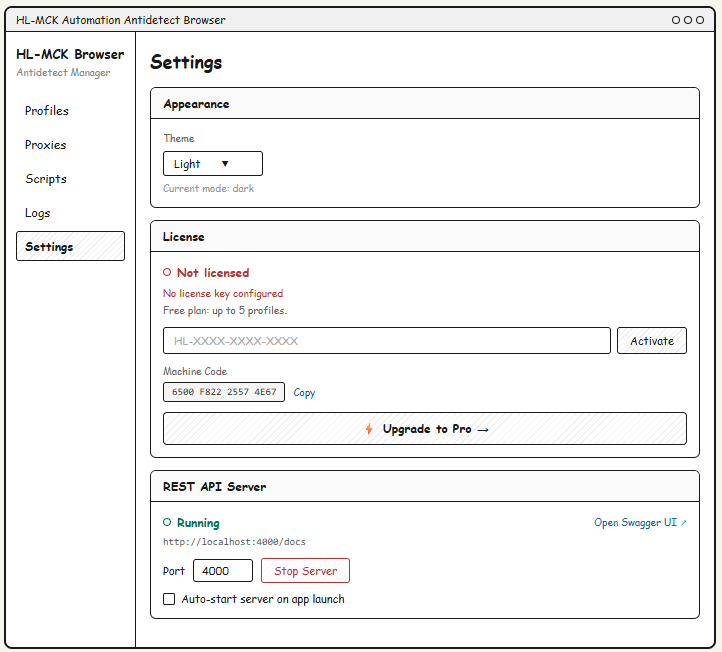 HL-MCK Automation Antidetect Browser
HL-MCK Browser
Antidetect Manager
Profiles
Proxies
Scripts
Logs
Settings
Settings
Appearance
Theme
Light ▼
Current mode: dark
License
Not licensed
No license key configured
Free plan: up to 5 profiles.
HL-XXXX-XXXX-XXXX
Activate
Machine Code
6500 F822 2557 4E67 Copy
⚡ Upgrade to Pro →
REST API Server
Running
Open Swagger UI ↗
http://localhost:4000/docs
Port 4000 Stop Server
Auto-start server on app launch